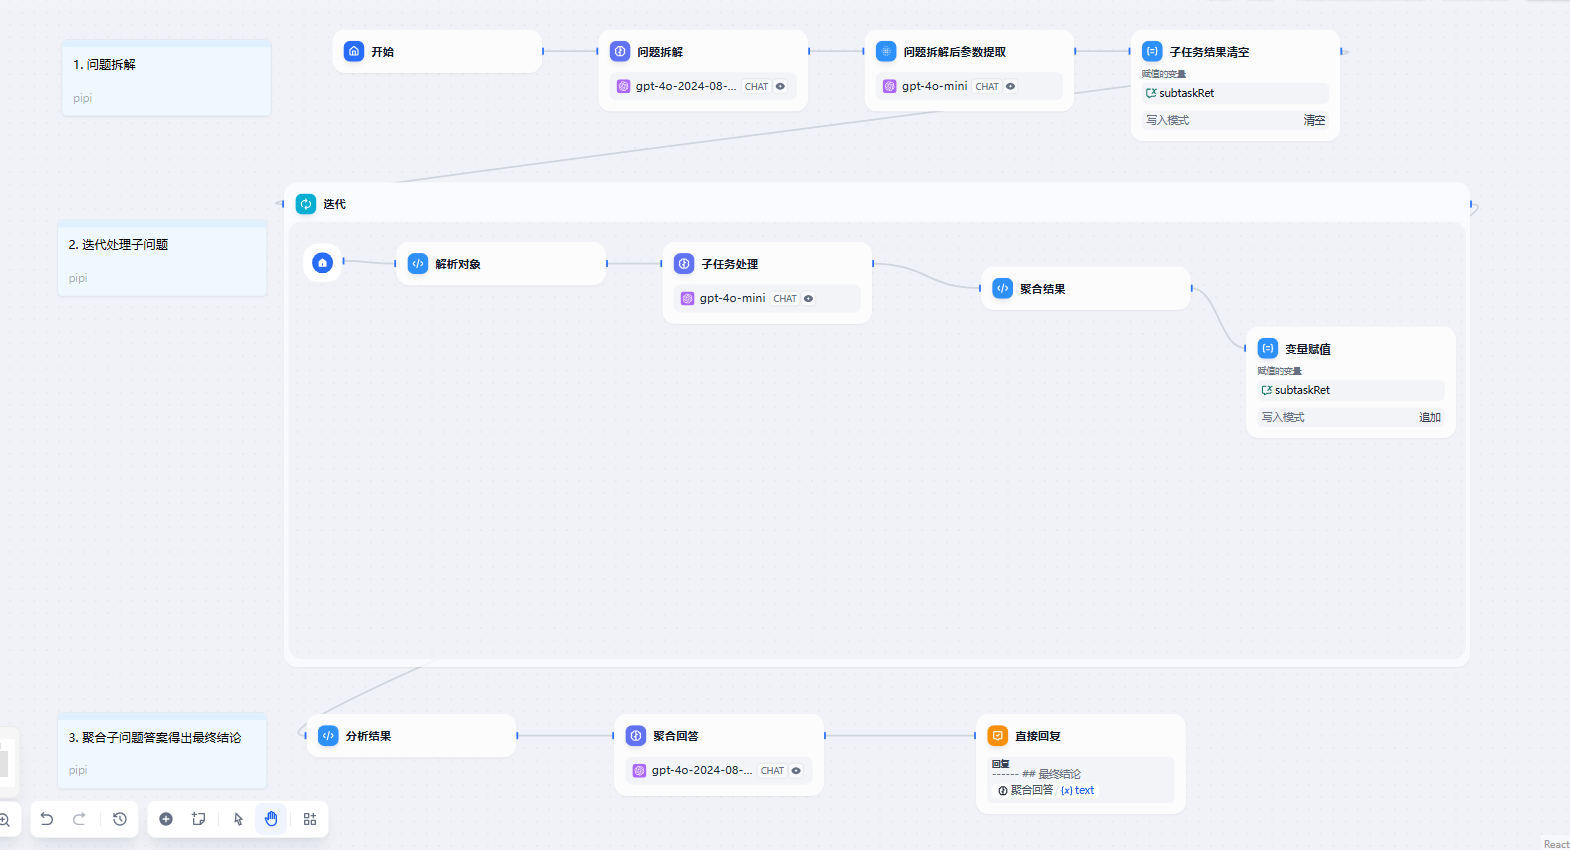 1. 问题拆解
pipi
开始
问题拆解
gpt-4o-2024-08-... CHAT
问题拆解后参数提取
gpt-4o-mini CHAT
子任务结果清空
赋值的变量
subtaskRet
写入模式 清空
2. 迭代处理子问题
pipi
迭代
解析对象
子任务处理
gpt-4o-mini CHAT
聚合结果
变量赋值
赋值的变量
subtaskRet
写入模式 追加
3. 聚合子问题答案得出最终结论
pipi
分析结果
聚合回答
gpt-4o-2024-08-... CHAT
直接回复
回复
------ ## 最终结论
聚合回答 / {x} text
React